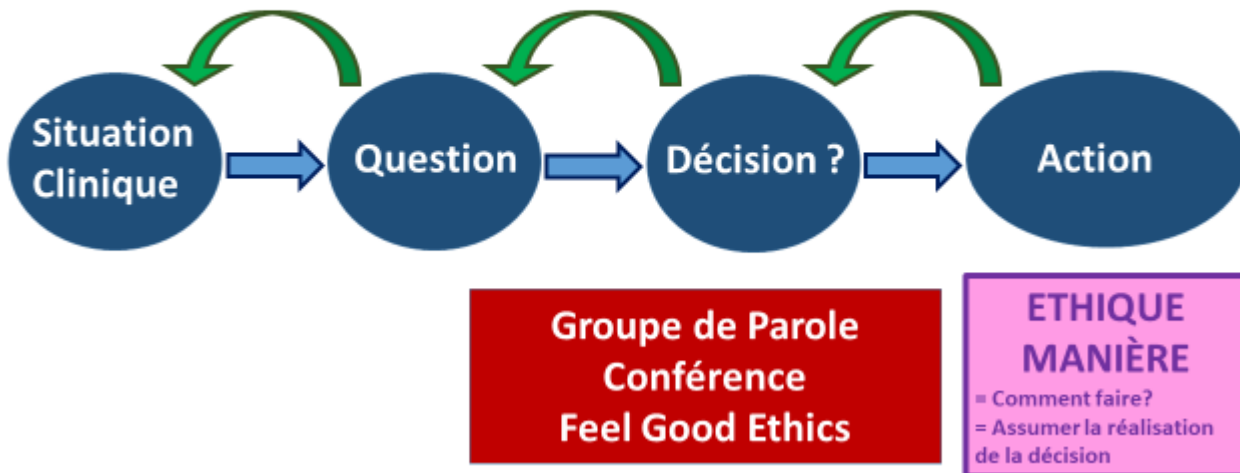 Situation
Clinique
Question
Décision ?
Action
Groupe de Parole
Conférence
Feel Good Ethics
ETHIQUE
MANIÈRE
= Comment faire?
= Assumer la réalisation
de la décision